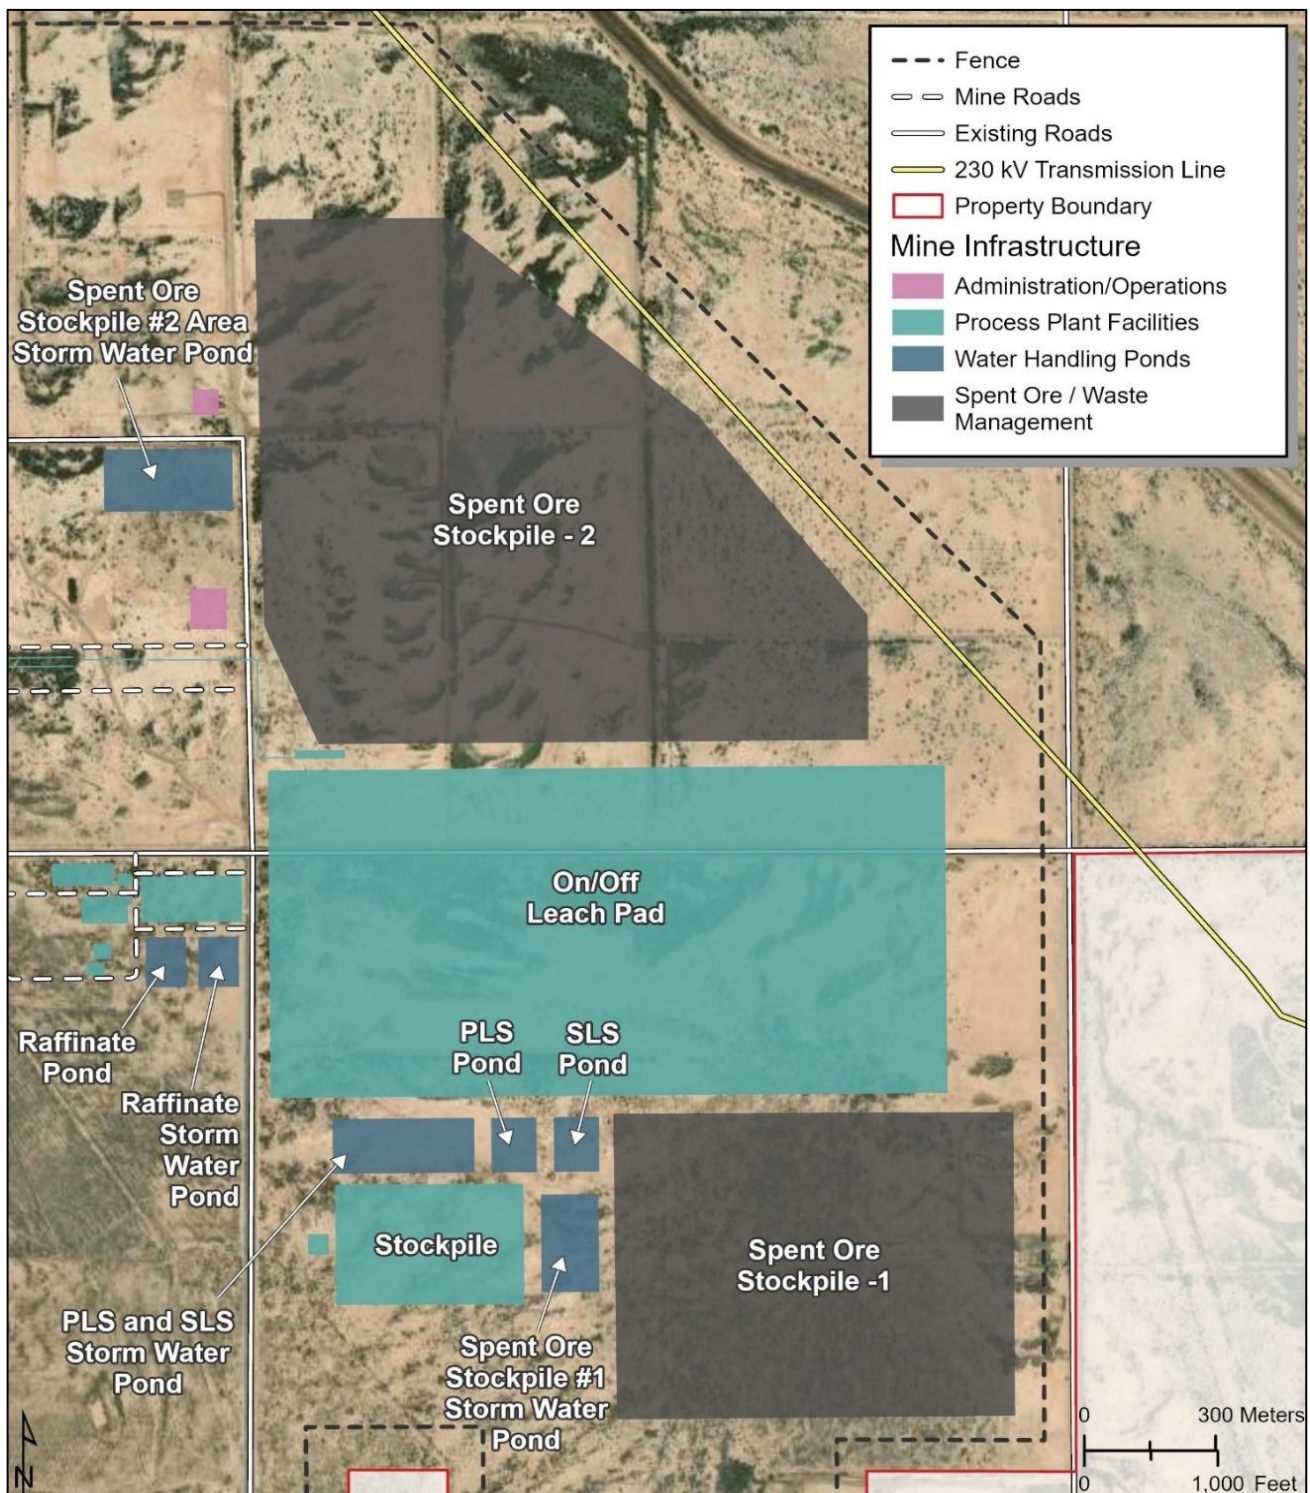 Fence
Mine Roads
Existing Roads
230 kV Transmission Line
Property Boundary
Mine Infrastructure
Administration/Operations
Process Plant Facilities
Water Handling Ponds
Spent Ore / Waste
Management
Spent Ore
Stockpile #2 Area
Storm Water Pond
Spent Ore
Stockpile - 2
On/Off
Leach Pad
Raffinate
Pond
Raffinate
Storm
Water
Pond
PLS
Pond
SLS
Pond
Stockpile
PLS and SLS
Storm Water
Pond
Spent Ore
Stockpile #1
Storm Water
Pond
Spent Ore
Stockpile -1
N
0 300 Meters
0 1,000 Feet